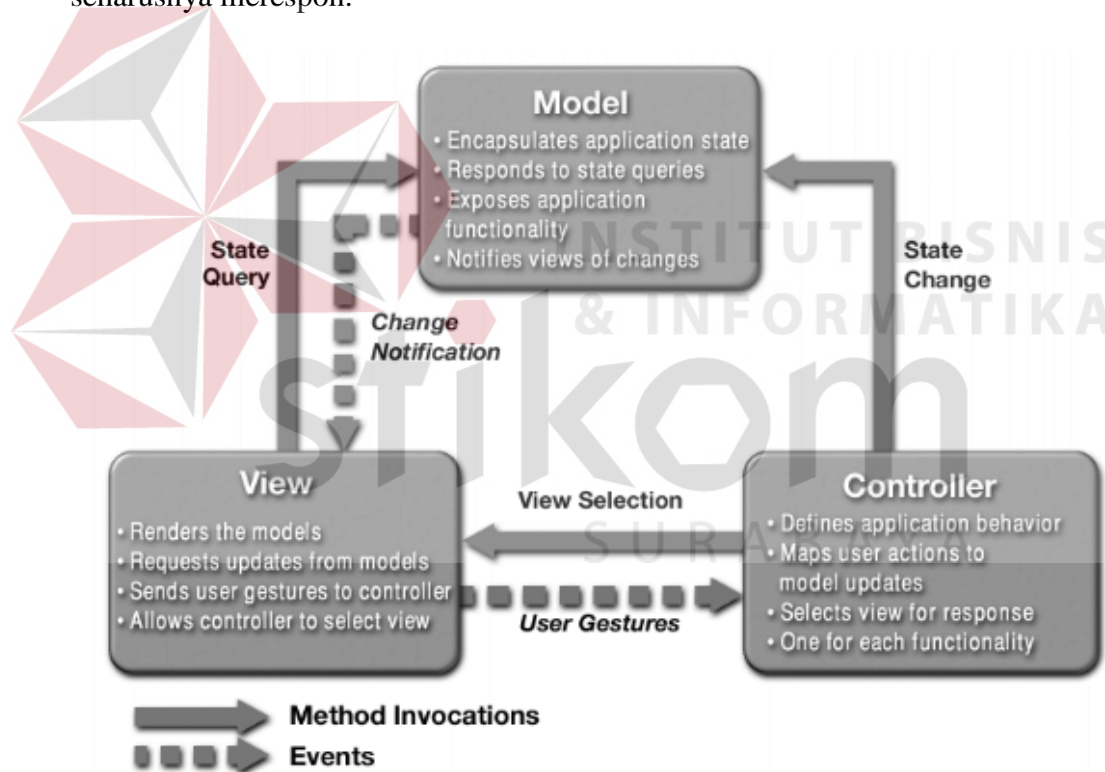 seharusnya merespon.
Model
• Encapsulates application state
• Responds to state queries
• Exposes application
functionality
• Notifies views of changes
State
Query
Change
Notification
State
Change
INSTITUT BISNIS
& INFORMATIKA
stikom
SURABAYA
View
• Renders the models
• Requests updates from models
• Sends user gestures to controller
• Allows controller to select view
View Selection
User Gestures
Controller
• Defines application behavior
• Maps user actions to
model updates
• Selects view for response
• One for each functionality
Method Invocations
Events